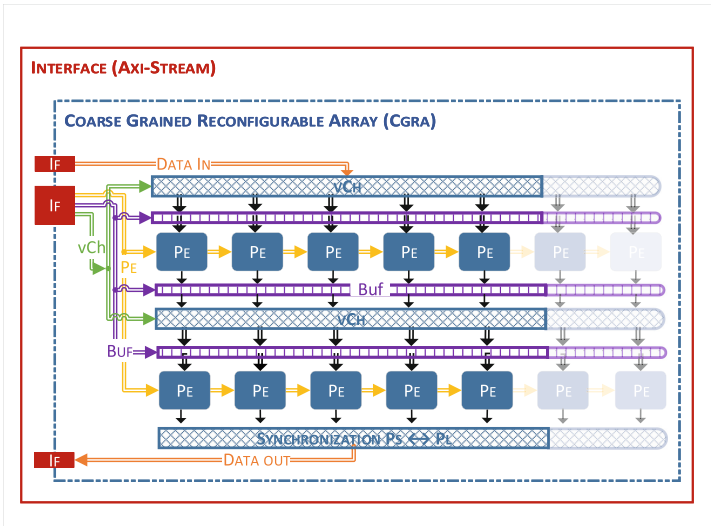 INTERFACE (AXI-STREAM)
COARSE GRAINED RECONFIGURABLE ARRAY (CGRA)
IF
DATA IN
VCH
IF
vCh
PE
PE PE PE PE PE PE PE
Buf
VCH
BUF
PE PE PE PE PE PE PE
SYNCHRONIZATION PS ↔ PL
IF
DATA OUT